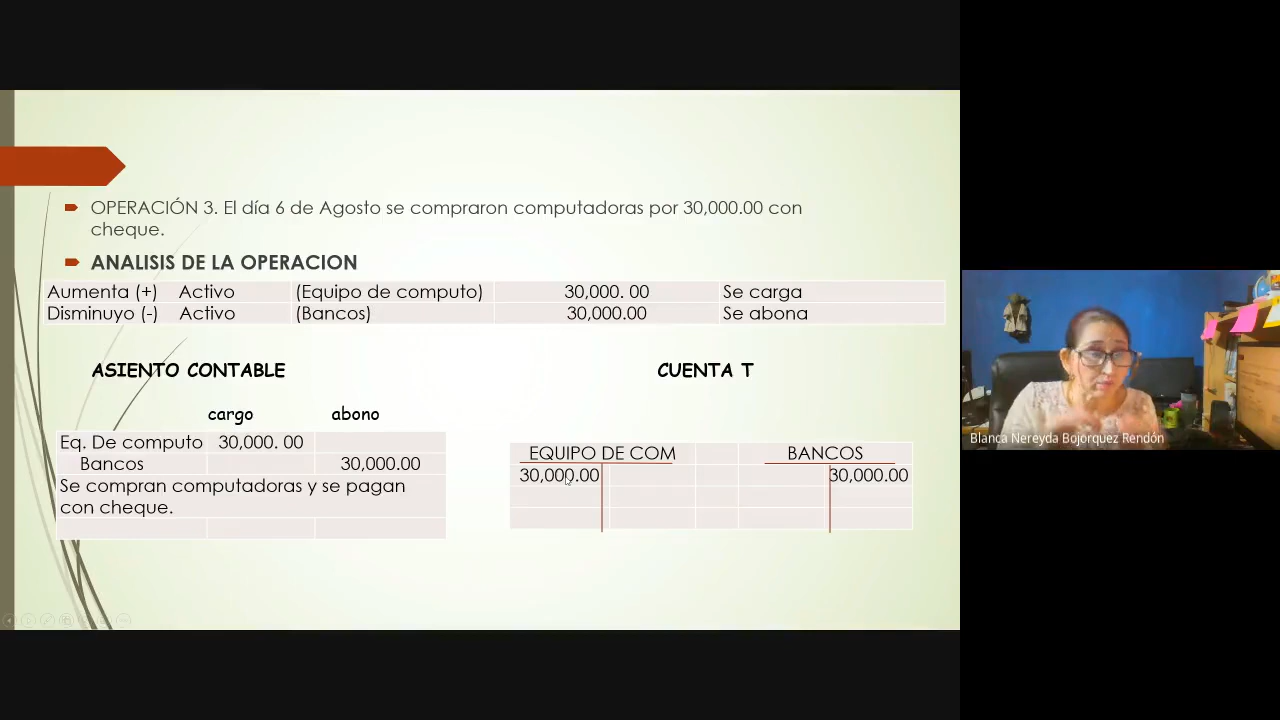 OPERACIÓN 3. El día 6 de Agosto se compraron computadoras por 30,000.00 con
cheque.
ANALISIS DE LA OPERACION
Aumenta (+) Activo (Equipo de computo) 30,000. 00 Se carga
Disminuyo (-) Activo (Bancos) 30,000.00 Se abona
ASIENTO CONTABLE
cargo abono
Eq. De computo 30,000. 00
Bancos 30,000.00
Se compran computadoras y se pagan
con cheque.
CUENTA T
EQUIPO DE COM BANCOS
30,000.00 30,000.00
Blanca Nereyda Bojorquez Rendón